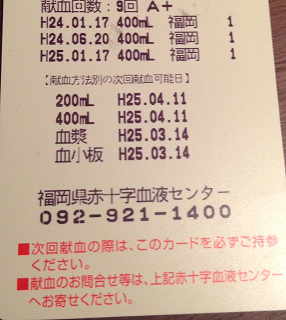 献血回数:9回 A+
H24.01.17 400mL 福岡 1
H24.06.20 400mL 福岡 1
H25.01.17 400mL 福岡 1
【献血方法別の次回献血可能日】
200mL H25.04.11
400mL H25.04.11
血漿 H25.03.14
血小板 H25.03.14
福岡県赤十字血液センター
092-921-1400
■次回献血の際は、このカードを必ずご持参
ください。
■献血のお問合せ等は、上記赤十字血液センター
へお寄せください。